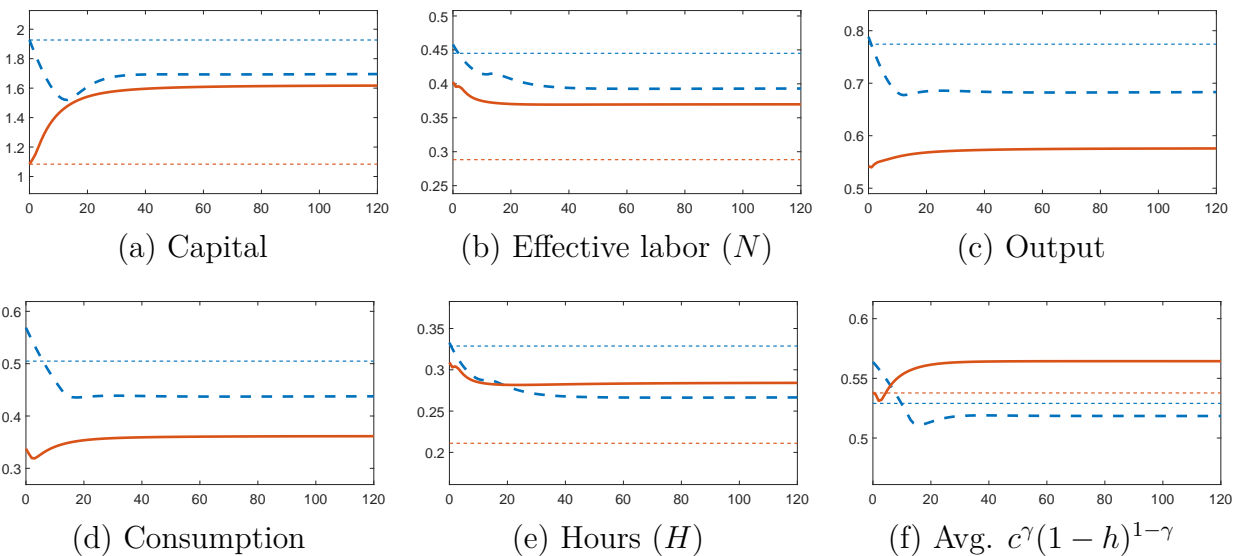 2
1.8
1.6
1.4
1.2
1
0 20 40 60 80 100 120
(a) Capital
0.5
0.45
0.4
0.35
0.3
0.25
0 20 40 60 80 100 120
(b) Effective labor (N)
0.8
0.7
0.6
0.5
0 20 40 60 80 100 120
(c) Output
0.6
0.5
0.4
0.3
0 20 40 60 80 100 120
(d) Consumption
0.35
0.3
0.25
0.2
0 20 40 60 80 100 120
(e) Hours (H)
0.6
0.55
0.5
0 20 40 60 80 100 120
(f) Avg. c^γ(1 − h)^{1−γ}